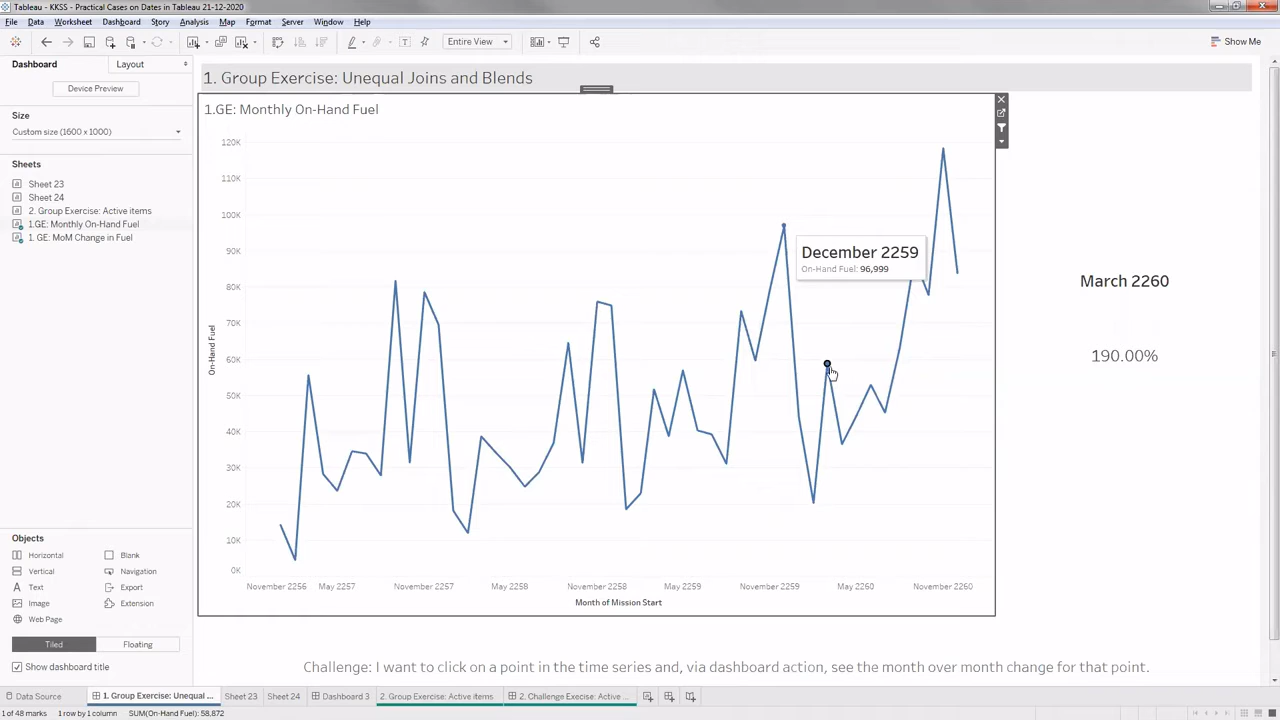 Tableau - KKSS - Practical Cases on Dates in Tableau 21-12-2020
File Data Worksheet Dashboard Story Analysis Map Format Server Window Help
Entire View
Show Me
Dashboard Layout
Device Preview
Size
Custom size (1600 x 1000)
Sheets
Sheet 23
Sheet 24
2. Group Exercise: Active items
1.GE: Monthly On-Hand Fuel
1. GE: MoM Change in Fuel
Objects
Horizontal Blank
Vertical Navigation
Text Export
Image Extension
Web Page
Tiled Floating
Show dashboard title
1. Group Exercise: Unequal Joins and Blends
1.GE: Monthly On-Hand Fuel
120K
110K
100K
90K
80K
70K
60K
50K
40K
30K
20K
10K
0K
On-Hand Fuel
December 2259
On-Hand Fuel: 96,999
November 2256 May 2257 November 2257 May 2258 November 2258 May 2259 November 2259 May 2260 November 2260
Month of Mission Start
March 2260
190.00%
Challenge: I want to click on a point in the time series and, via dashboard action, see the month over month change for that point.
Data Source 1. Group Exercise: Unequal ... Sheet 23 Sheet 24 Dashboard 3 2. Group Exercise: Active items 2. Challenge Execise: Active ...
1 of 48 marks 1 row by 1 column SUM(On-Hand Fuel): 58,872